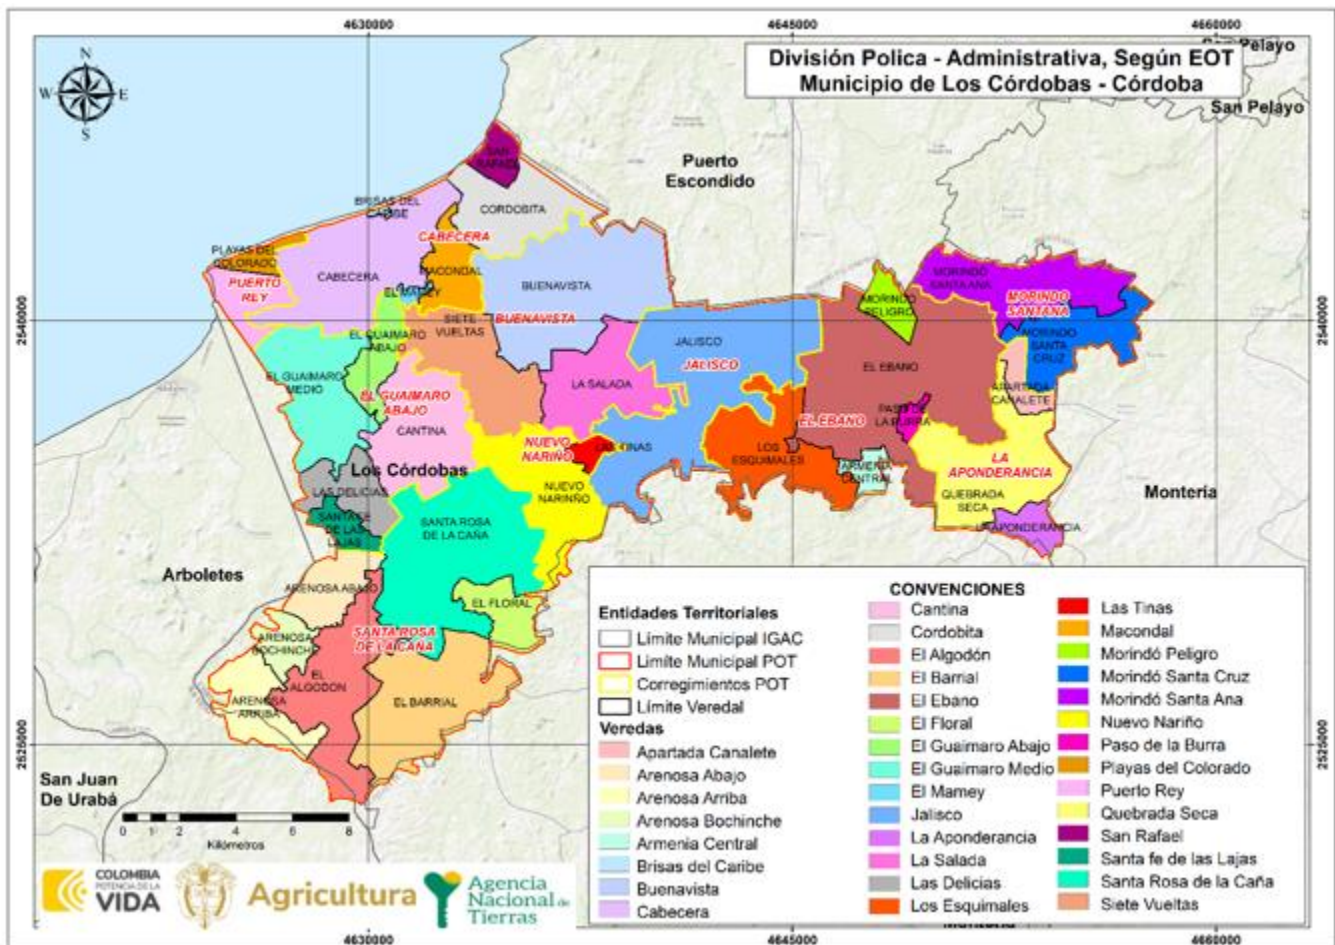 4630000
4645000
4660000
N
W
E
S
División Polica - Administrativa, Según EOT
Municipio de Los Córdobas - Córdoba
San Pelayo
San Pelayo
Puerto
Escondido
SAN
RAFAEL
BRISAS DEL
CARIBE
CORDOBITA
CABECERA
PLAYAS DEL
COLORADO
PUERTO
REY
CABECERA
MACONDAL
EL MAMEY
BUENAVISTA
MORINDÓ
SANTA ANA
MORINDO
SANTANA
MORINDO
PELIGRO
2540000
2540000
SIETE
VUELTAS
BUENAVISTA
EL GUAIMARO
ABAJO
JALISCO
MORINDO
SANTA
CRUZ
EL GUAIMARO
MEDIO
LA SALADA
JALISCO
EL EBANO
APARTADA
CANALETE
EL GUAIMARO
ABAJO
CANTINA
PASO DE
LA BURRA
EL EBANO
NUEVO
NARIÑO
LAS TINAS
LOS
ESQUIMALES
LA
APONDERANCIA
Los Córdobas
ARMENIA
CENTRAL
LAS DELICIAS
NUEVO
NARINÑO
QUEBRADA
SECA
Montería
SANTA FE
DE LAS
LAJAS
SANTA ROSA
DE LA CAÑA
LA APONDERANCIA
Arboletes
ARENOSA ABAJO
EL FLORAL
ARENOSA
BOCHINCHE
SANTA ROSA
DE LA CAÑA
EL
ALGODON
ARENOSA
ARRIBA
EL BARRIAL
2525000
2525000
San Juan
De Urabá
0 1 2 4 6 8
Kilómetros
CONVENCIONES
Entidades Territoriales
Límite Municipal IGAC
Límite Municipal POT
Corregimientos POT
Límite Veredal
Veredas
Apartada Canalete
Arenosa Abajo
Arenosa Arriba
Arenosa Bochinche
Armenia Central
Brisas del Caribe
Buenavista
Cabecera
Cantina
Cordobita
El Algodón
El Barrial
El Ebano
El Floral
El Guaimaro Abajo
El Guaimaro Medio
El Mamey
Jalisco
La Aponderancia
La Salada
Las Delicias
Los Esquimales
Las Tinas
Macondal
Morindó Peligro
Morindó Santa Cruz
Morindó Santa Ana
Nuevo Nariño
Paso de la Burra
Playas del Colorado
Puerto Rey
Quebrada Seca
San Rafael
Santa fe de las Lajas
Santa Rosa de la Caña
Siete Vueltas
COLOMBIA
POTENCIA DE LA
VIDA
Agricultura
Agencia
Nacional de
Tierras
4630000
4645000
4660000